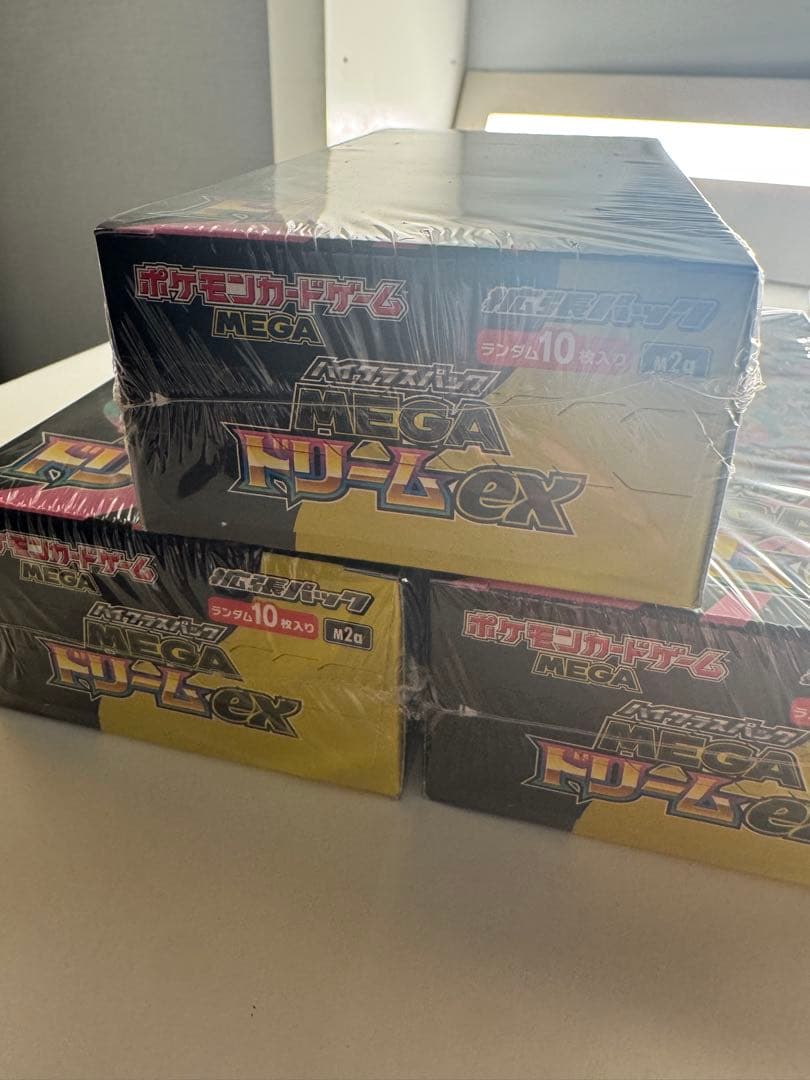 ポケモンカードゲーム
MEGA
拡張パック
ランダム10枚入り
M2a
ハイクラスパック
MEGA
ドリームex
ドリ
ポケモンカードゲーム
MEGA
拡張パック
ランダム10枚入り
M2a
ハイクラスパック
MEGA
ドリームex
ポケモンカードゲーム
MEGA
ハイクラスパック
MEGA
ドリームex